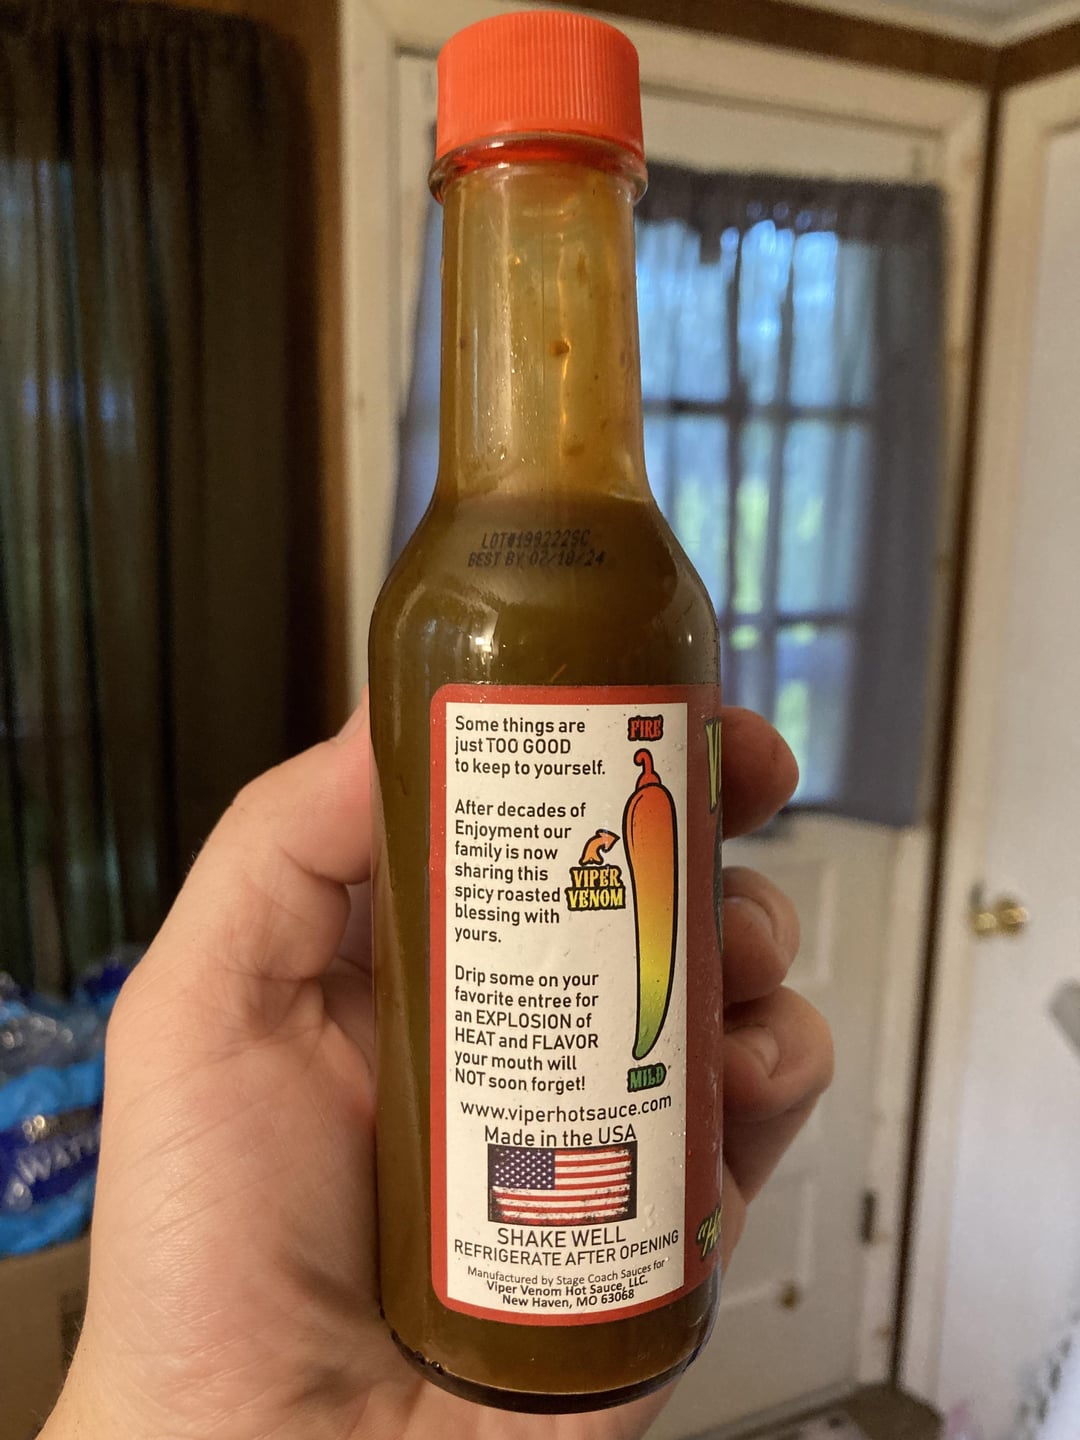 LOT#199222SC
BEST BY 02/18/24
Some things are
just TOO GOOD
to keep to yourself.
After decades of
Enjoyment our
family is now
sharing this
spicy roasted
blessing with
yours.
Drip some on your
favorite entree for
an EXPLOSION of
HEAT and FLAVOR
your mouth will
NOT soon forget!
FIRE
VIPER
VENOM
MILD
www.viperhotsauce.com
Made in the USA
SHAKE WELL
REFRIGERATE AFTER OPENING
Manufactured by Stage Coach Sauces for
Viper Venom Hot Sauce, LLC.
New Haven, MO 63068